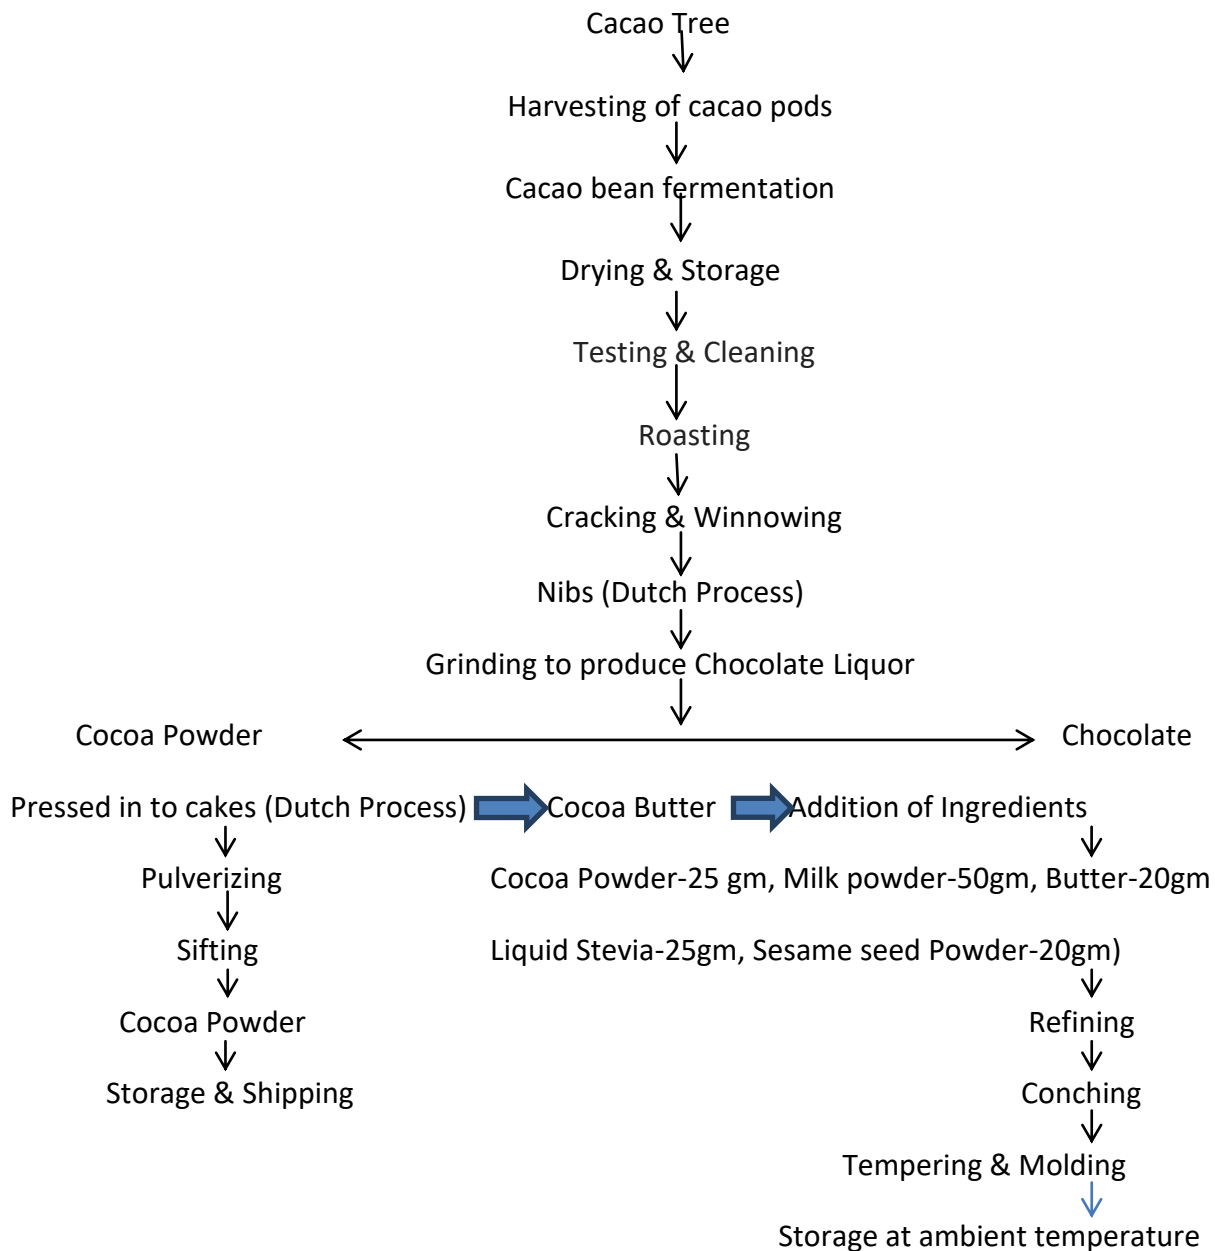 Cacao Tree
Harvesting of cacao pods
Cacao bean fermentation
Drying & Storage
Testing & Cleaning
Roasting
Cracking & Winnowing
Nibs (Dutch Process)
Grinding to produce Chocolate Liquor
Cocoa Powder Chocolate
Pressed in to cakes (Dutch Process) Cocoa Butter Addition of Ingredients
Pulverizing Cocoa Powder-25 gm, Milk powder-50gm, Butter-20gm
Sifting Liquid Stevia-25gm, Sesame seed Powder-20gm)
Cocoa Powder Refining
Storage & Shipping Conching
Tempering & Molding
Storage at ambient temperature